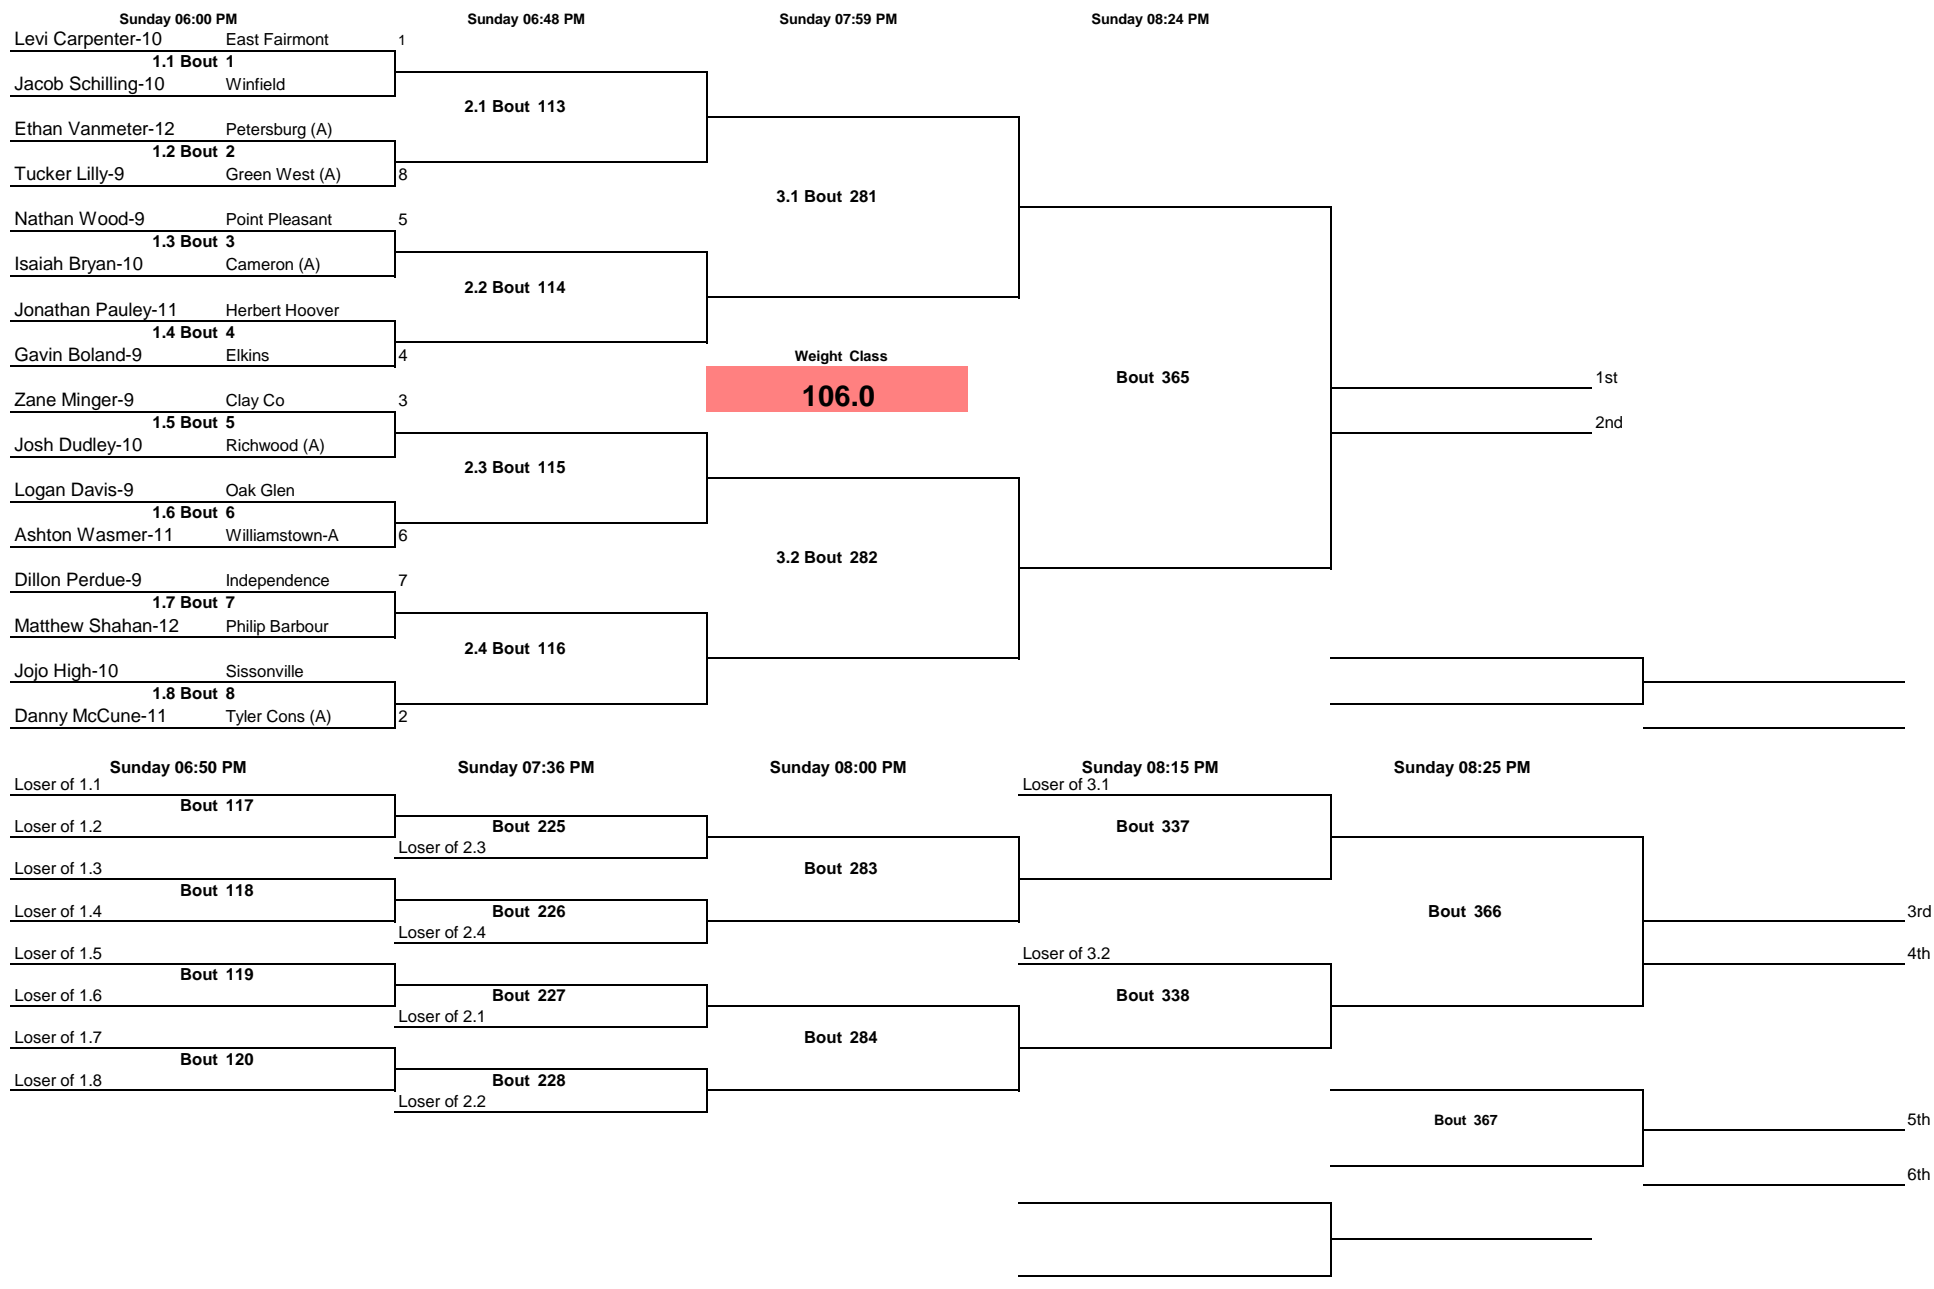 Sunday 06:00 PM Sunday 06:48 PM Sunday 07:59 PM Sunday 08:24 PM
Levi Carpenter-10 East Fairmont 1
1.1 Bout 1
Jacob Schilling-10 Winfield
2.1 Bout 113
Ethan Vanmeter-12 Petersburg (A)
1.2 Bout 2
Tucker Lilly-9 Green West (A) 8
3.1 Bout 281
Nathan Wood-9 Point Pleasant 5
1.3 Bout 3
Isaiah Bryan-10 Cameron (A)
2.2 Bout 114
Jonathan Pauley-11 Herbert Hoover
1.4 Bout 4
Gavin Boland-9 Elkins 4
Weight Class
Bout 365 1st
106.0
Zane Minger-9 Clay Co 3
1.5 Bout 5 2nd
Josh Dudley-10 Richwood (A)
2.3 Bout 115
Logan Davis-9 Oak Glen
1.6 Bout 6
Ashton Wasmer-11 Williamstown-A 6
3.2 Bout 282
Dillon Perdue-9 Independence 7
1.7 Bout 7
Matthew Shahan-12 Philip Barbour
2.4 Bout 116
Jojo High-10 Sissonville
1.8 Bout 8
Danny McCune-11 Tyler Cons (A) 2
Sunday 06:50 PM Sunday 07:36 PM Sunday 08:00 PM Sunday 08:15 PM Sunday 08:25 PM
Loser of 1.1 Loser of 3.1
Bout 117
Loser of 1.2 Bout 225 Bout 337
Loser of 2.3
Loser of 1.3 Bout 283
Bout 118
Loser of 1.4 Bout 226 Bout 366 3rd
Loser of 2.4
Loser of 1.5 Loser of 3.2 4th
Bout 119
Loser of 1.6 Bout 227 Bout 338
Loser of 2.1
Loser of 1.7 Bout 284
Bout 120
Loser of 1.8 Bout 228
Loser of 2.2
Bout 367 5th
6th